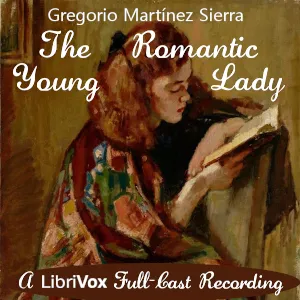 Gregorio Martínez Sierra
The Romantic
Young Lady
A LibriVox Full-Cast Recording